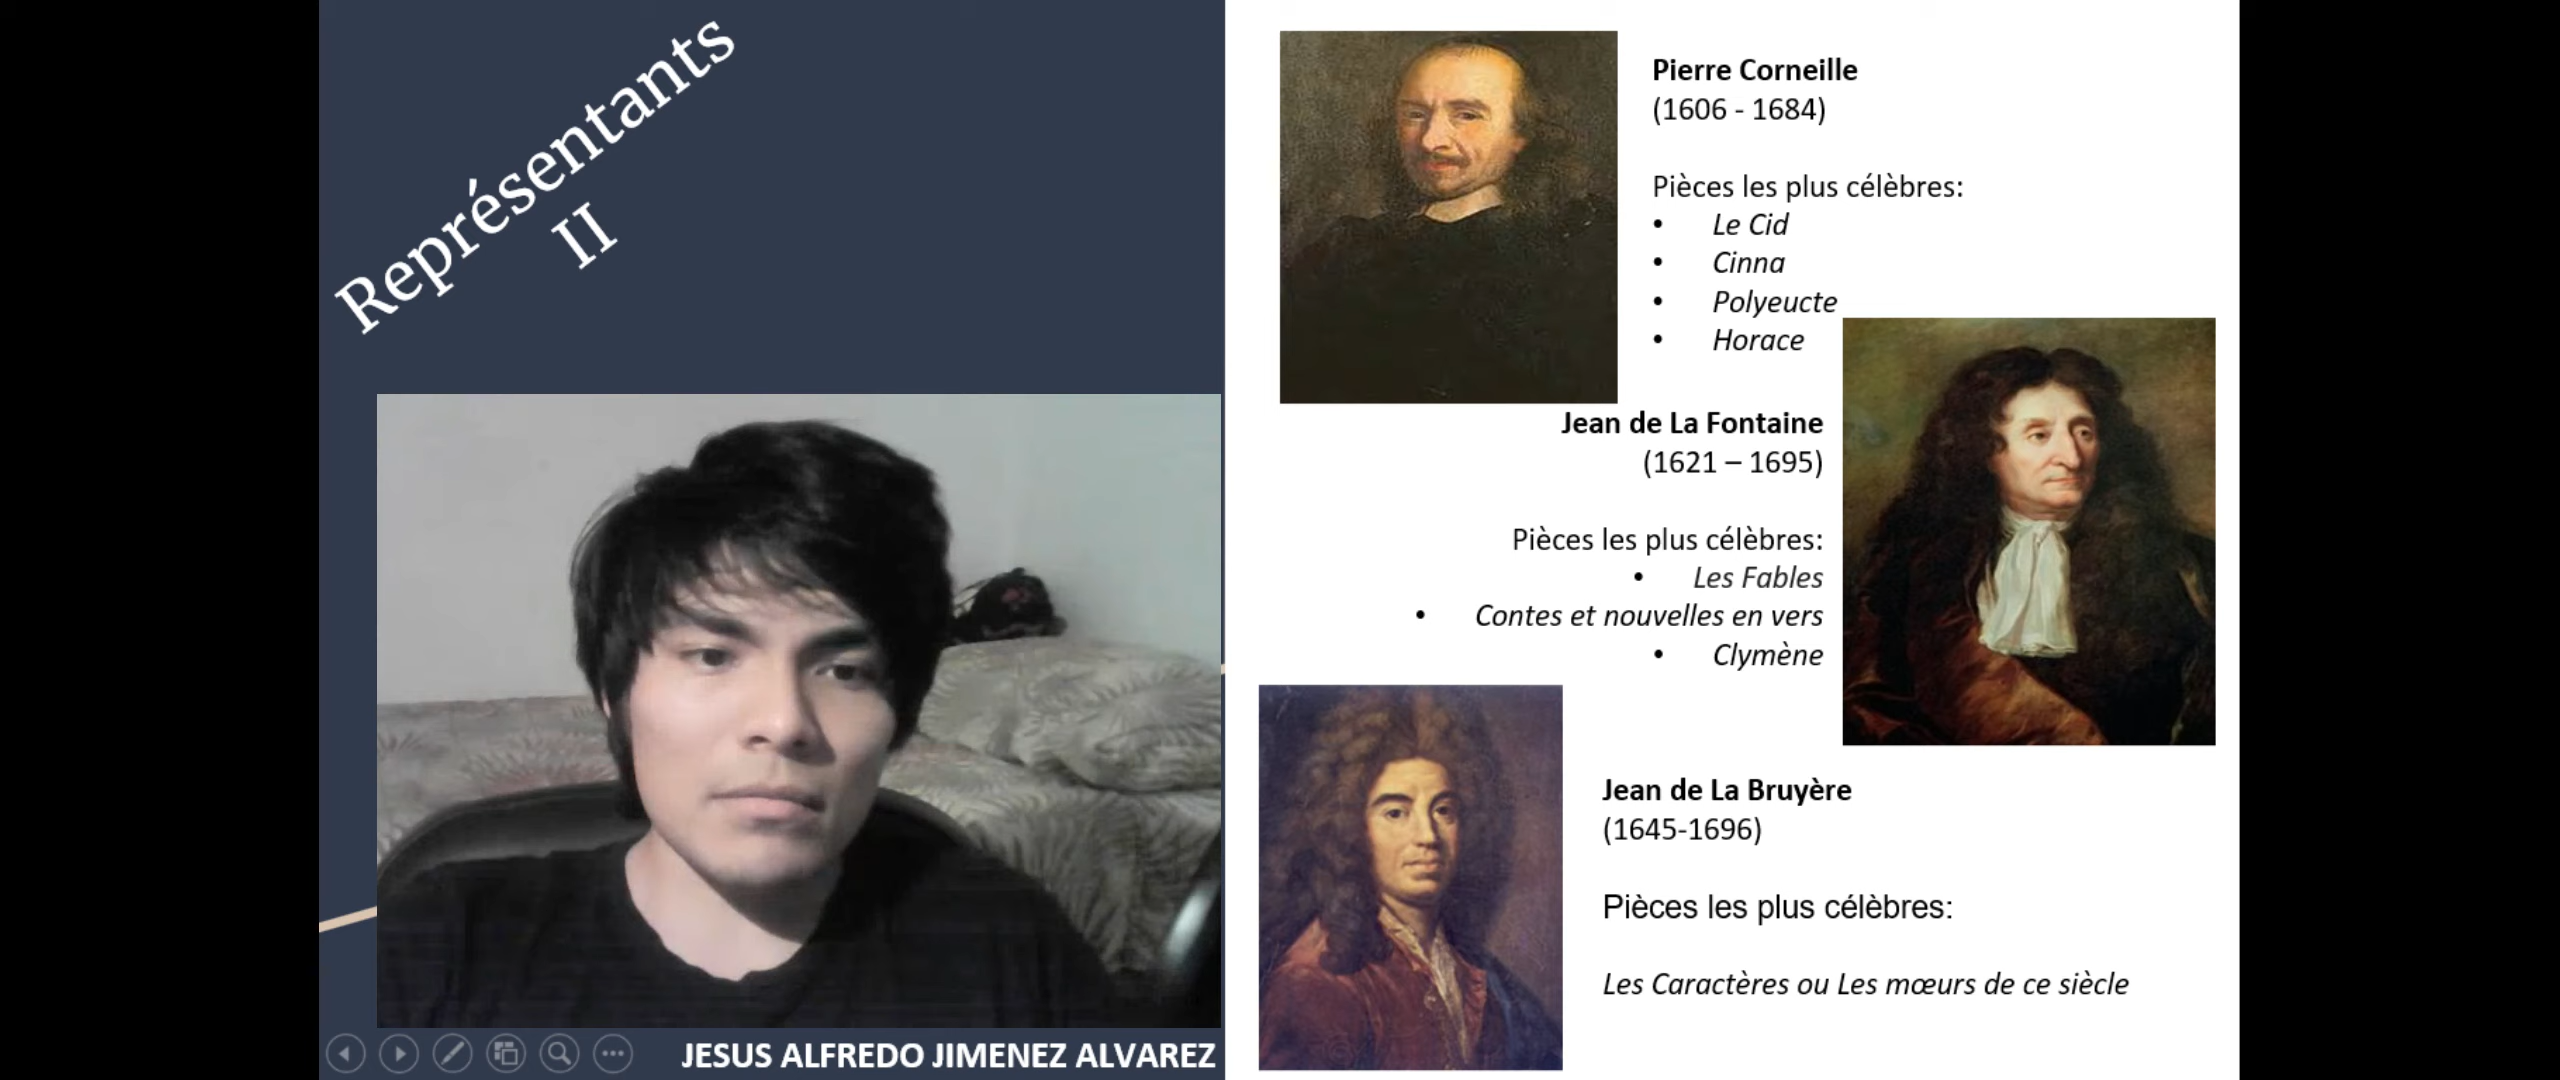 Représentants
II
JESUS ALFREDO JIMENEZ ALVAREZ
Pierre Corneille
(1606 - 1684)
Pièces les plus célèbres:
• Le Cid
• Cinna
• Polyeucte
• Horace
Jean de La Fontaine
(1621 – 1695)
Pièces les plus célèbres:
• Les Fables
• Contes et nouvelles en vers
• Clymène
Jean de La Bruyère
(1645-1696)
Pièces les plus célèbres:
Les Caractères ou Les mœurs de ce siècle